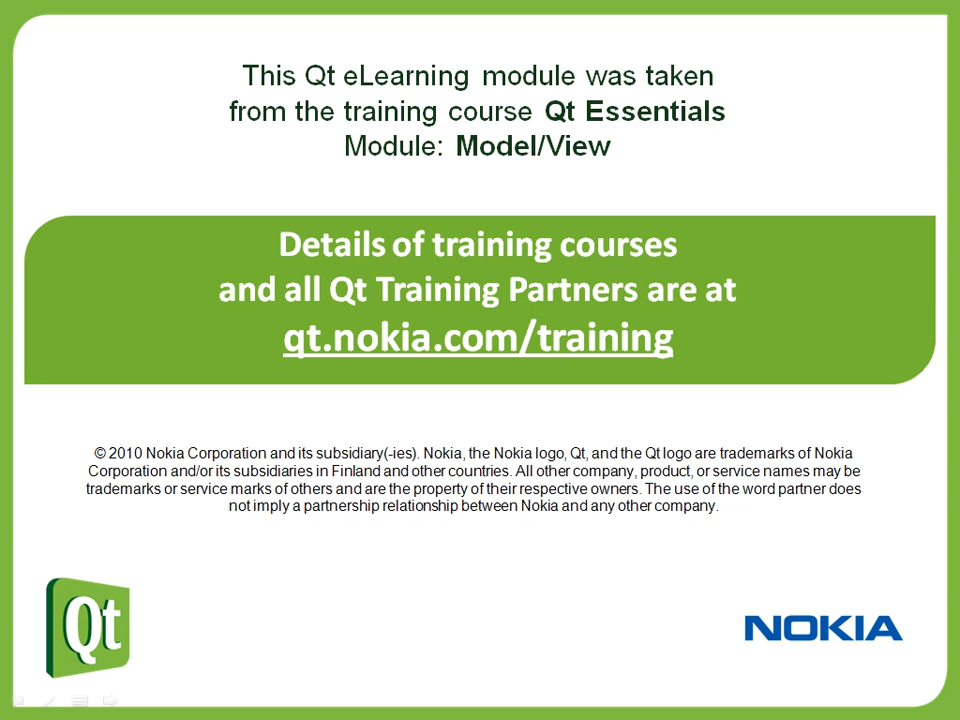 This Qt eLearning module was taken
from the training course Qt Essentials
Module: Model/View
Details of training courses
and all Qt Training Partners are at
qt.nokia.com/training
© 2010 Nokia Corporation and its subsidiary(-ies). Nokia, the Nokia logo, Qt, and the Qt logo are trademarks of Nokia
Corporation and/or its subsidiaries in Finland and other countries. All other company, product, or service names may be
trademarks or service marks of others and are the property of their respective owners. The use of the word partner does
not imply a partnership relationship between Nokia and any other company.
Qt
NOKIA